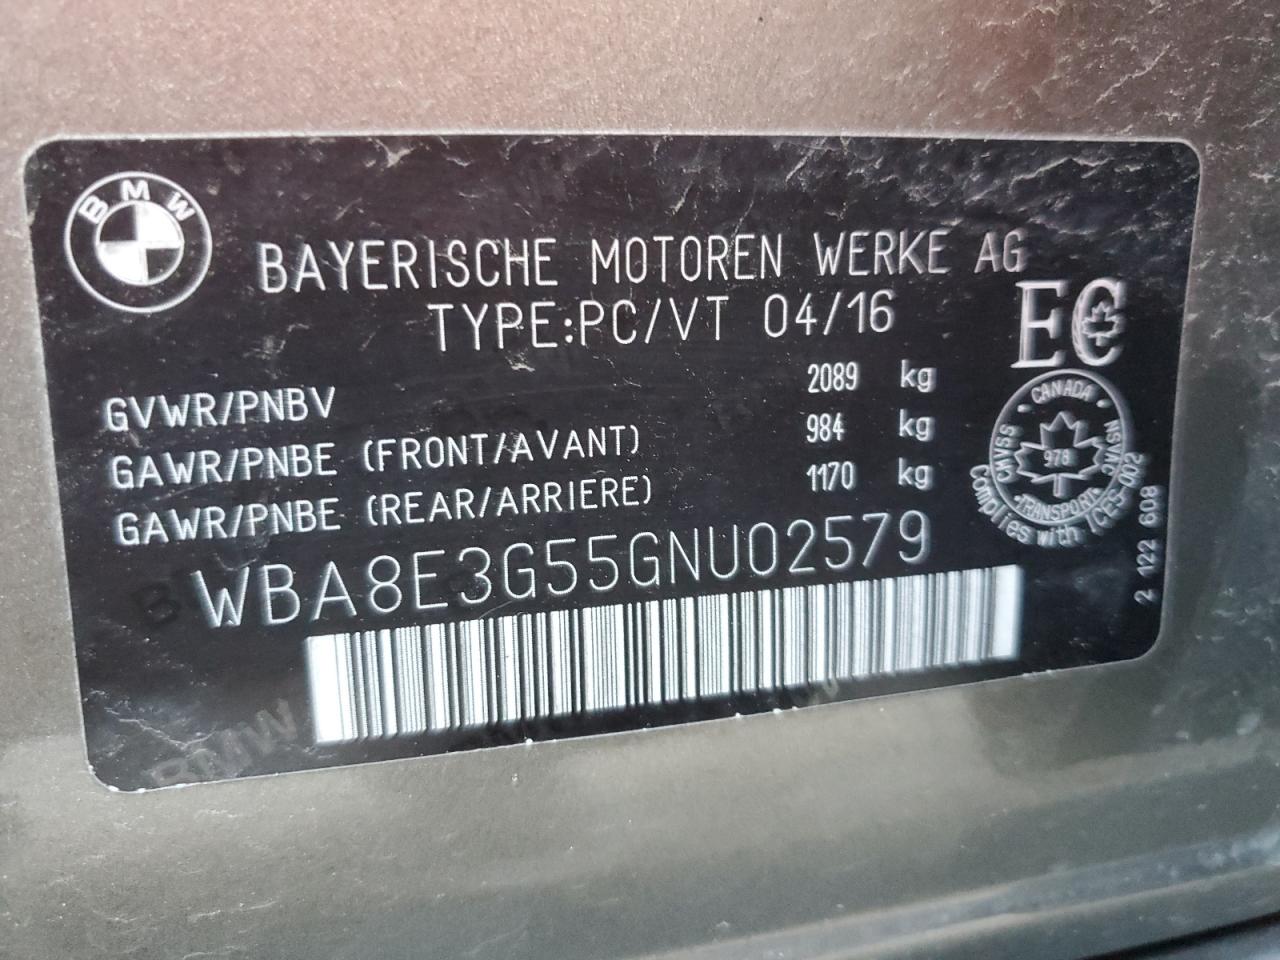 BMW
BAYERISCHE MOTOREN WERKE AG
TYPE:PC/VT 04/16
EC
GVWR/PNBV 2089 kg
GAWR/PNBE (FRONT/AVANT) 984 kg
GAWR/PNBE (REAR/ARRIERE) 1170 kg
WBA8E3G55GNU02579
CANADA
CMVSS
NSVAC
978
TRANSPORT
Complies with ICES-002
2 122 608
BMW